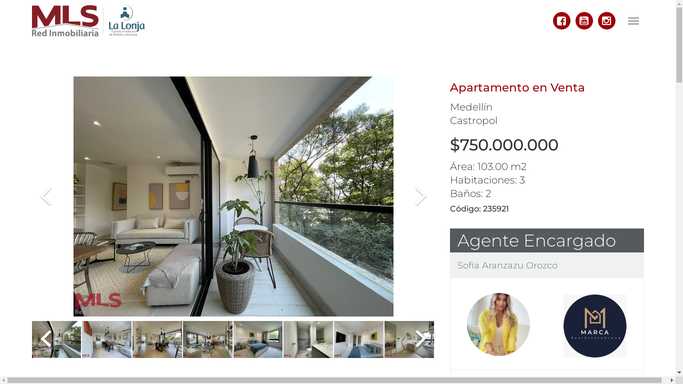 MLS
Red Inmobiliaria
La Lonja
Apartamento en Venta
Medellín
Castropol
$750.000.000
Área: 103.00 m2
Habitaciones: 3
Baños: 2
Código: 235921
Agente Encargado
Sofia Aranzazu Orozco
MLS
MARCA